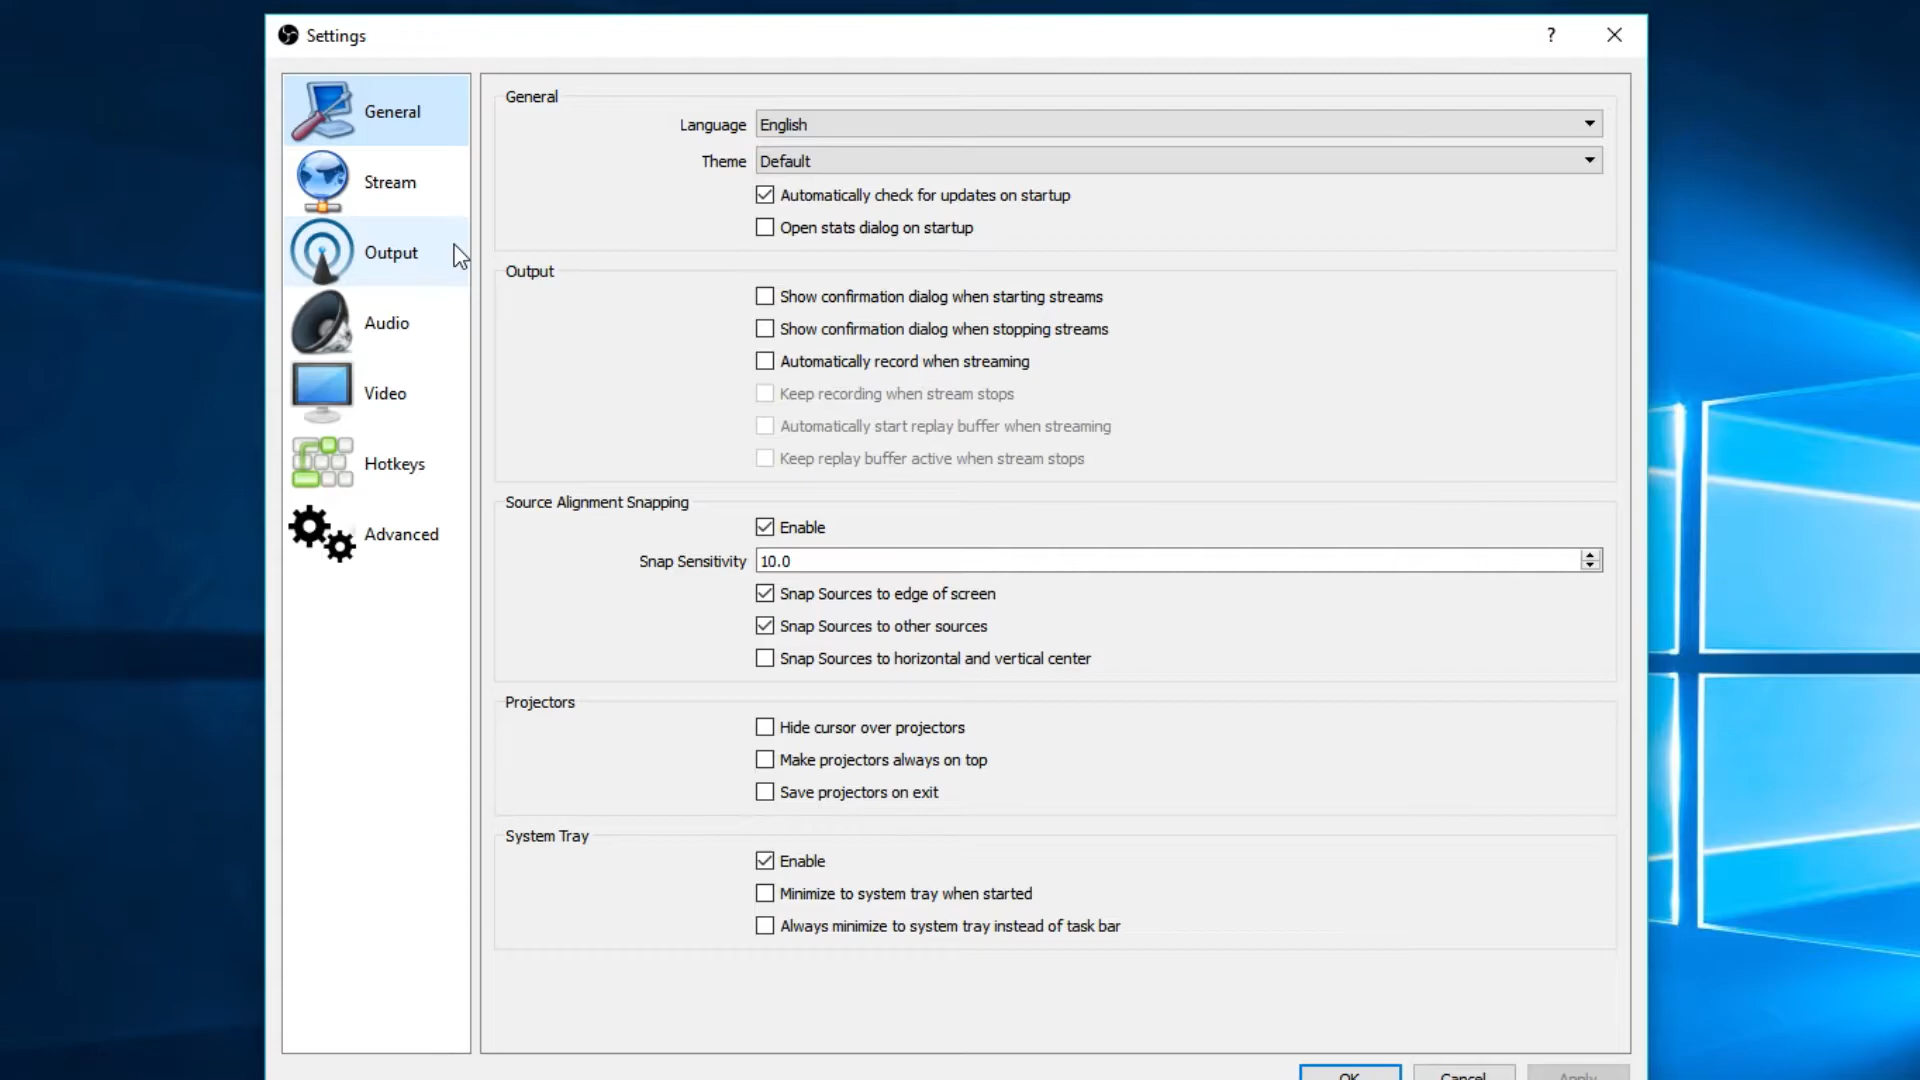 Settings
?
General
Stream
Output
Audio
Video
Hotkeys
Advanced
General
Language English
Theme Default
Automatically check for updates on startup
Open stats dialog on startup
Output
Show confirmation dialog when starting streams
Show confirmation dialog when stopping streams
Automatically record when streaming
Keep recording when stream stops
Automatically start replay buffer when streaming
Keep replay buffer active when stream stops
Source Alignment Snapping
Enable
Snap Sensitivity 10.0
Snap Sources to edge of screen
Snap Sources to other sources
Snap Sources to horizontal and vertical center
Projectors
Hide cursor over projectors
Make projectors always on top
Save projectors on exit
System Tray
Enable
Minimize to system tray when started
Always minimize to system tray instead of task bar
OK Cancel Apply